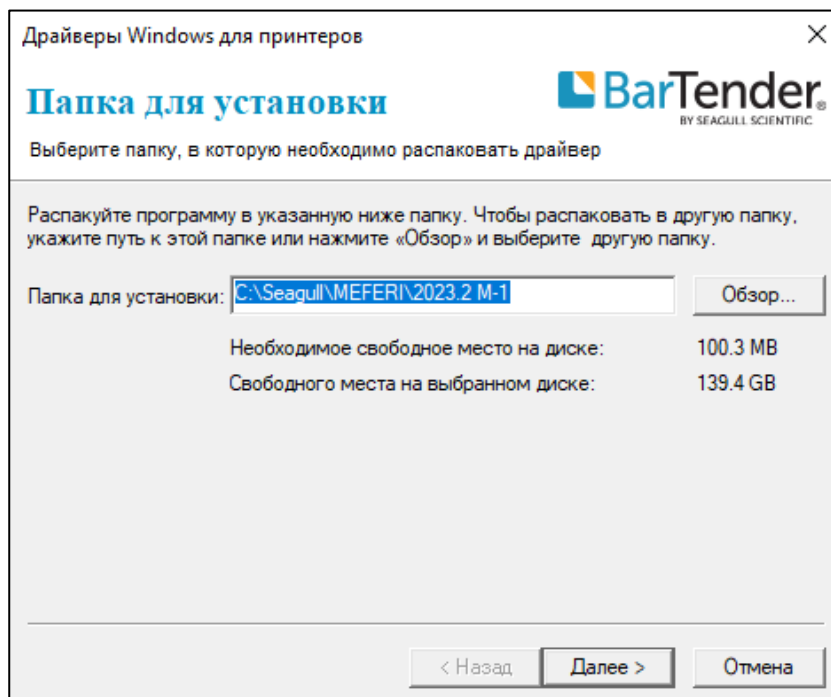 Драйверы Windows для принтеров
Папка для установки
BarTender®
BY SEAGULL SCIENTIFIC
Выберите папку, в которую необходимо распаковать драйвер
Распакуйте программу в указанную ниже папку. Чтобы распаковать в другую папку,
укажите путь к этой папке или нажмите «Обзор» и выберите другую папку.
Папка для установки: C:\Seagull\MEFERI\2023.2 M-1 Обзор...
Необходимое свободное место на диске: 100.3 MB
Свободного места на выбранном диске: 139.4 GB
< Назад Далее > Отмена